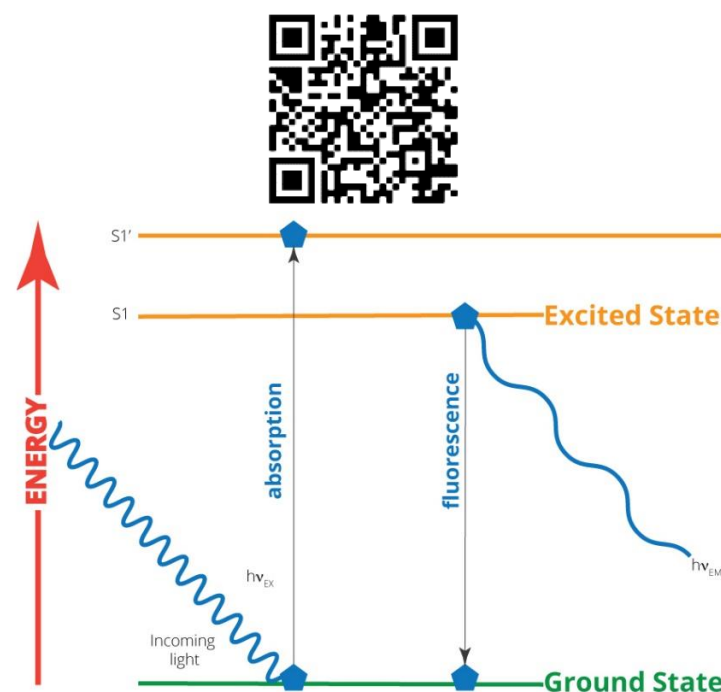 S1'
S1
Excited State
ENERGY
absorption
fluorescence
hν_EX
hν_EM
Incoming
light
Ground State